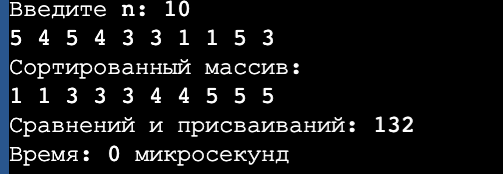 Введите n: 10
5 4 5 4 3 3 1 1 5 3
Сортированный массив:
1 1 3 3 3 4 4 5 5 5
Сравнений и присваиваний: 132
Время: 0 микросекунд